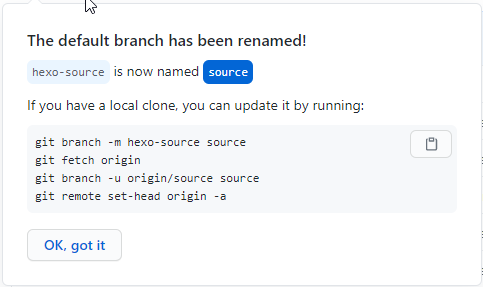 The default branch has been renamed!
hexo-source is now named source
If you have a local clone, you can update it by running:
git branch -m hexo-source source
git fetch origin
git branch -u origin/source source
git remote set-head origin -a
OK, got it